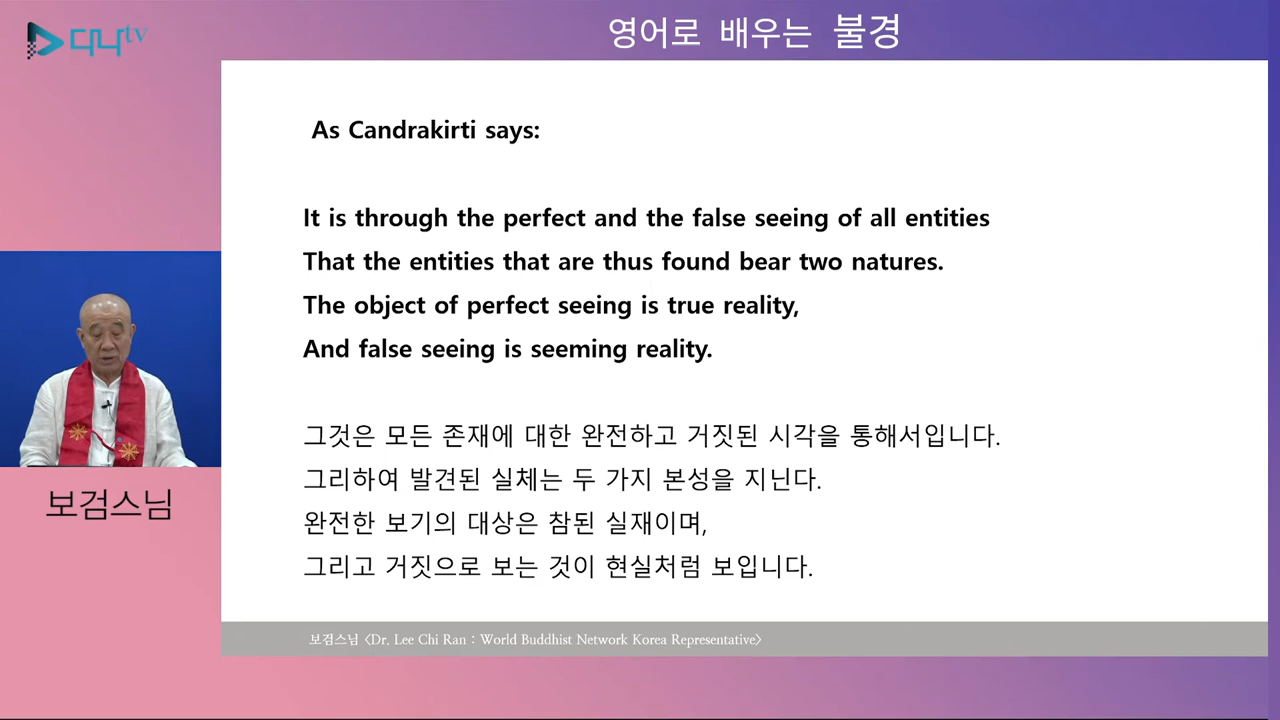 다나tv
영어로 배우는 불경
As Candrakirti says:
It is through the perfect and the false seeing of all entities
That the entities that are thus found bear two natures.
The object of perfect seeing is true reality,
And false seeing is seeming reality.
그것은 모든 존재에 대한 완전하고 거짓된 시각을 통해서입니다.
그리하여 발견된 실체는 두 가지 본성을 지닌다.
완전한 보기의 대상은 참된 실재이며,
그리고 거짓으로 보는 것이 현실처럼 보입니다.
보검스님
보검스님 <Dr. Lee Chi Ran : World Buddhist Network Korea Representative>